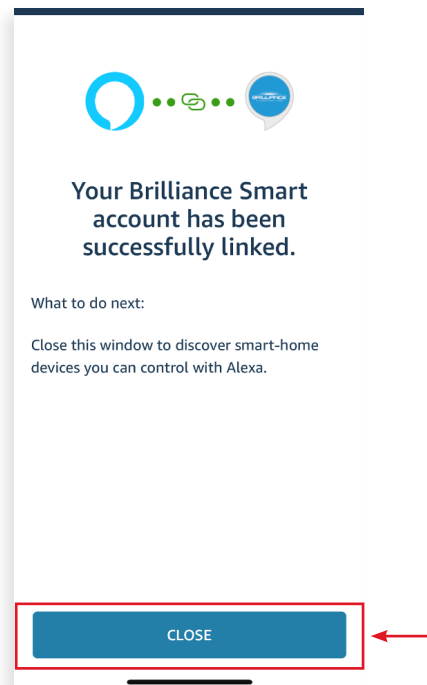 BRILLIANCE
Your Brilliance Smart
account has been
successfully linked.
What to do next:
Close this window to discover smart-home
devices you can control with Alexa.
CLOSE